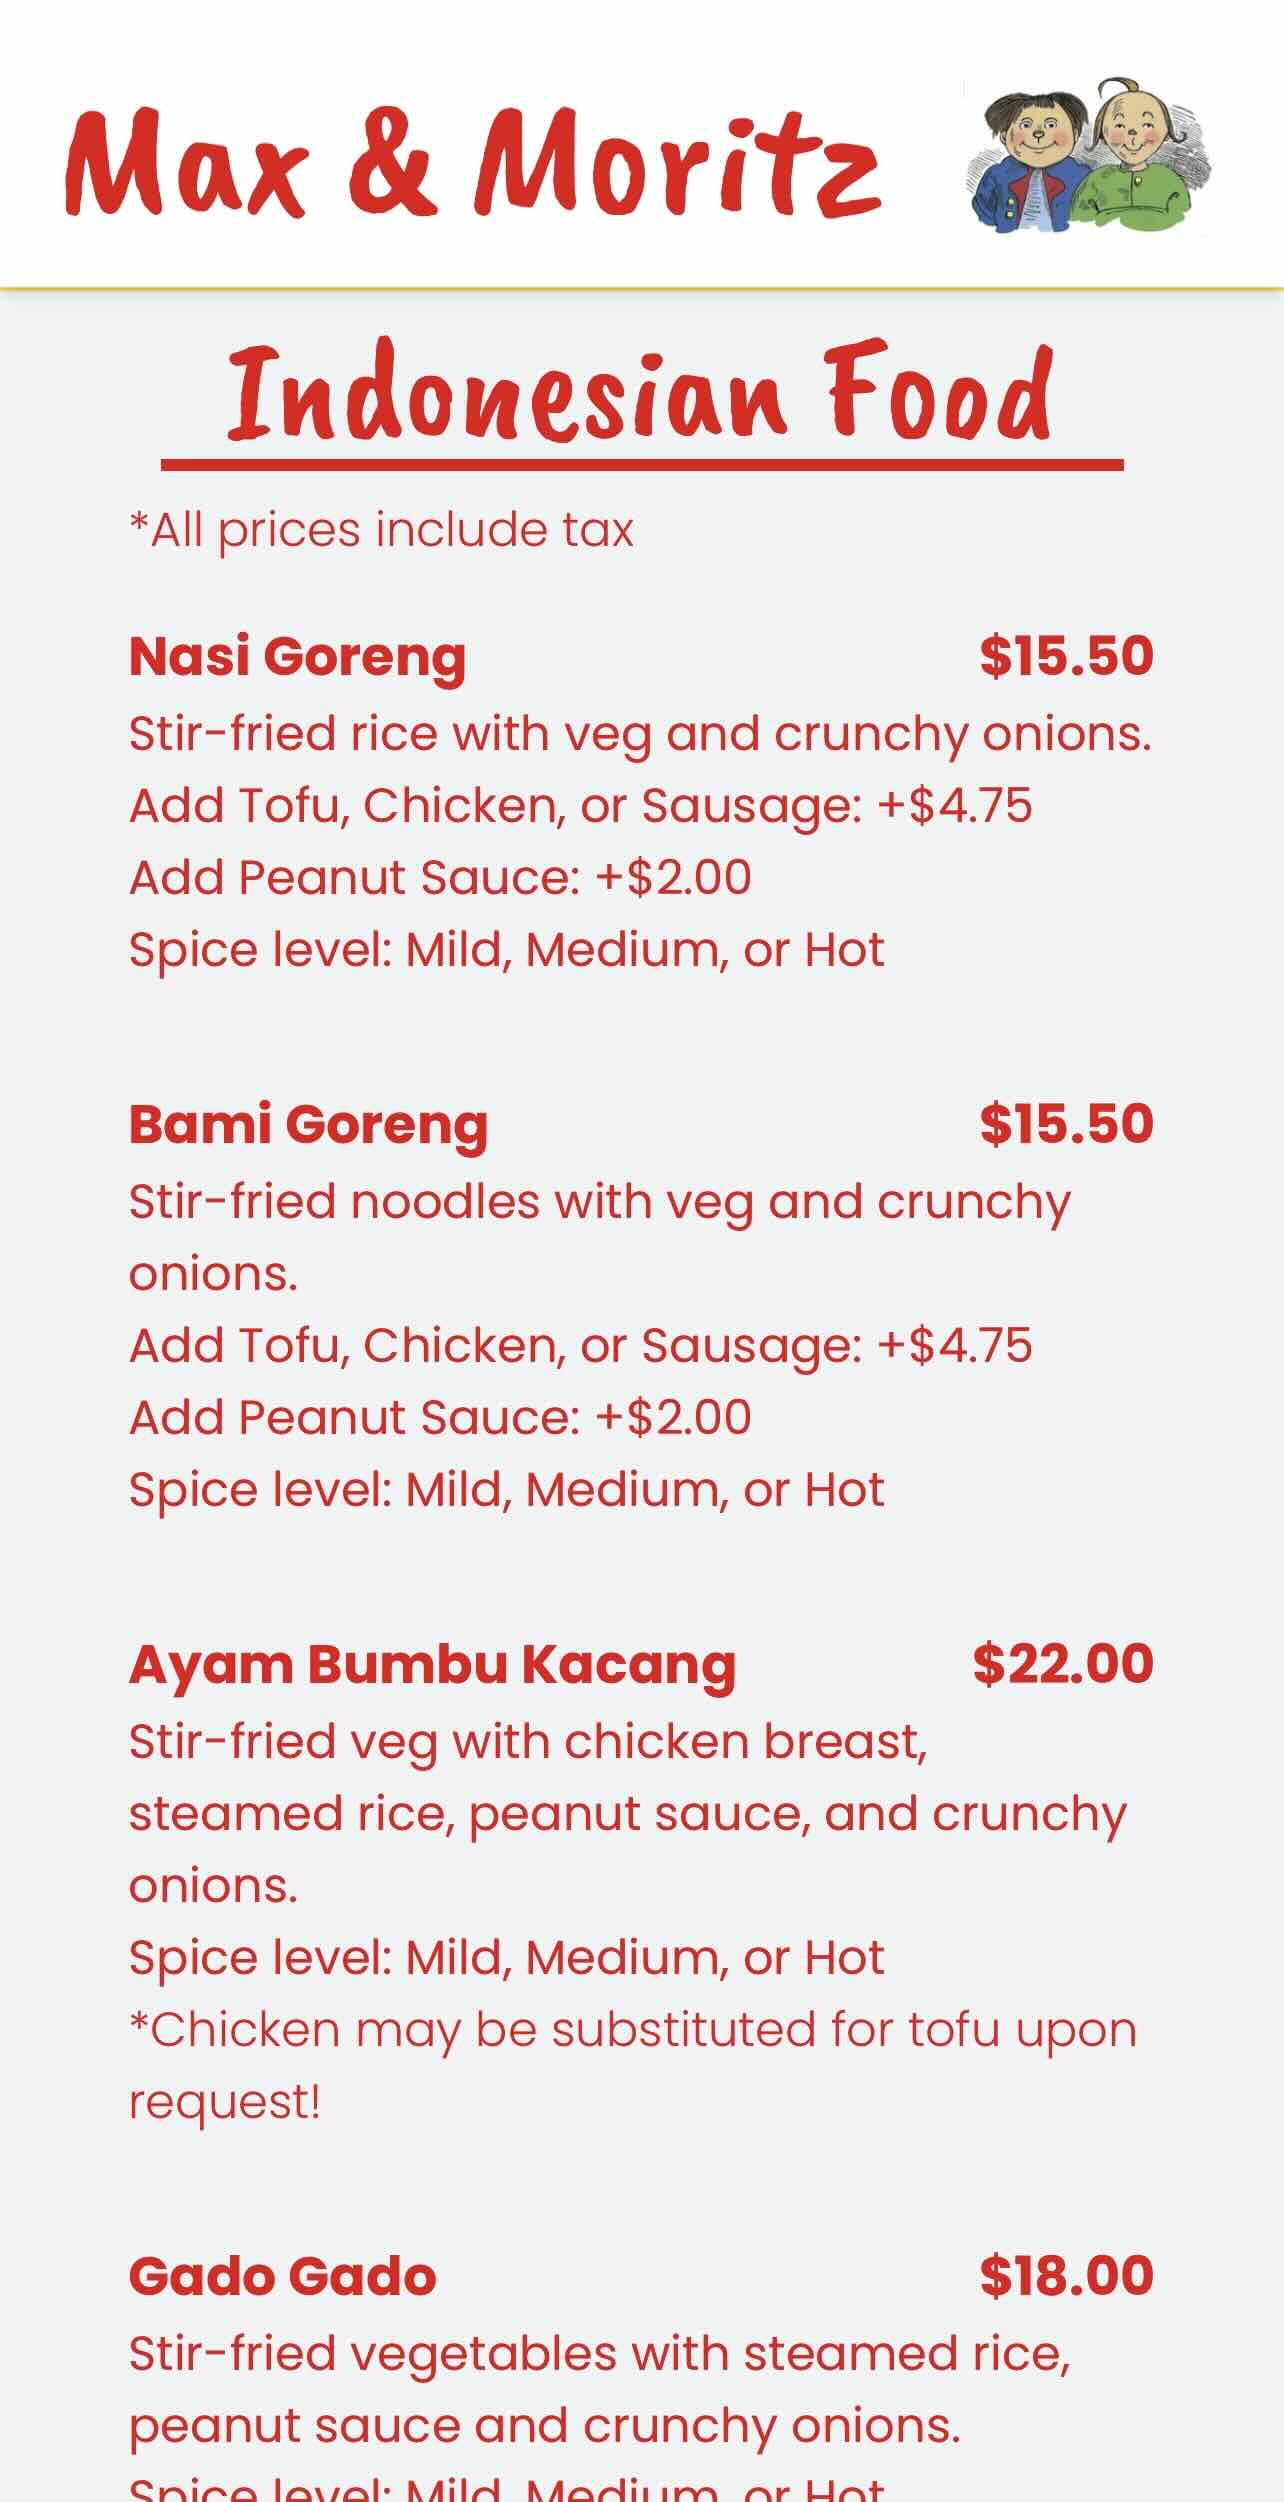 Max & Moritz
Indonesian Food
*All prices include tax
Nasi Goreng $15.50
Stir-fried rice with veg and crunchy onions.
Add Tofu, Chicken, or Sausage: +$4.75
Add Peanut Sauce: +$2.00
Spice level: Mild, Medium, or Hot
Bami Goreng $15.50
Stir-fried noodles with veg and crunchy
onions.
Add Tofu, Chicken, or Sausage: +$4.75
Add Peanut Sauce: +$2.00
Spice level: Mild, Medium, or Hot
Ayam Bumbu Kacang $22.00
Stir-fried veg with chicken breast,
steamed rice, peanut sauce, and crunchy
onions.
Spice level: Mild, Medium, or Hot
*Chicken may be substituted for tofu upon
request!
Gado Gado $18.00
Stir-fried vegetables with steamed rice,
peanut sauce and crunchy onions.
Spice level: Mild, Medium, or Hot